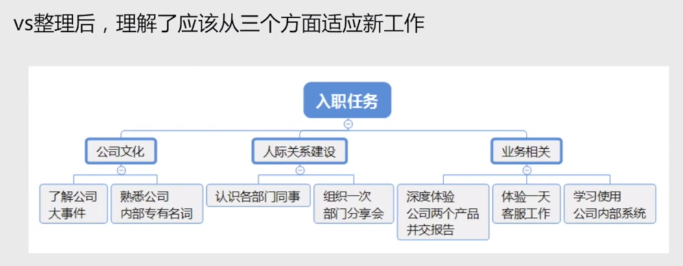 vs整理后，理解了应该从三个方面适应新工作
入职任务
公司文化
人际关系建设
业务相关
了解公司
大事件
熟悉公司
内部专有名词
认识各部门同事
组织一次
部门分享会
深度体验
公司两个产品
并交报告
体验一天
客服工作
学习使用
公司内部系统